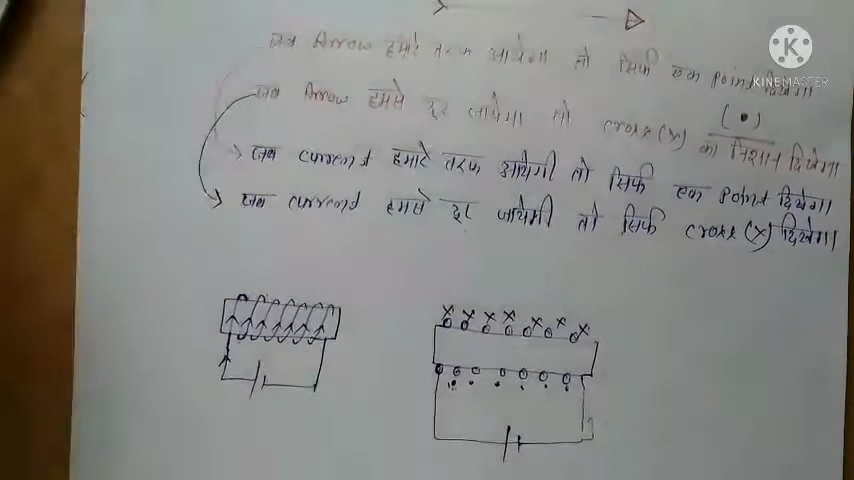 जब Arrow हमारे तरफ आयेगा तो सिर्फ एक point दिखेगा
(•)
जब Arrow हमसे दूर जायेगा तो cross(x) का निशान दिखेगा
जब current हमारे तरफ आयेगी तो सिर्फ एक point दिखेगा
जब current हमसे दूर जायेगी तो सिर्फ cross(x) दिखेगा
K
KINEMASTER